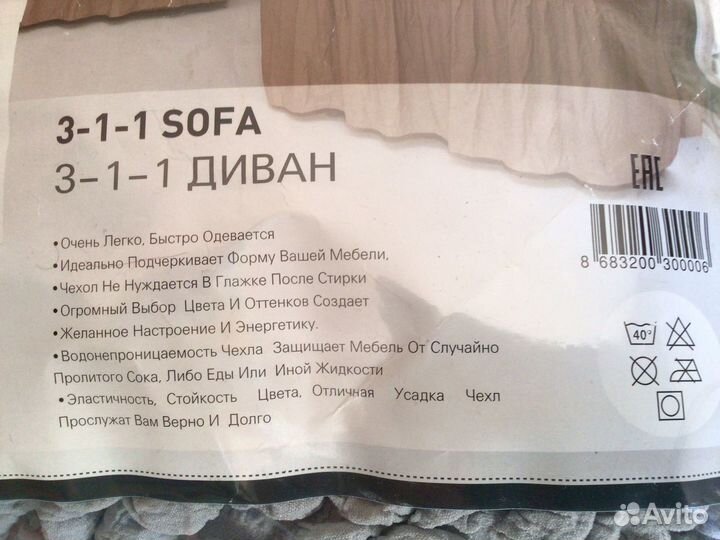 3-1-1 SOFA
3-1-1 ДИВАН
EAC
•Очень Легко, Быстро Одевается
•Идеально Подчеркивает Форму Вашей Мебели,
•Чехол Не Нуждается В Глажке После Стирки
•Огромный Выбор Цвета И Оттенков Создает
•Желанное Настроение И Энергетику.
•Водонепроницаемость Чехла Защищает Мебель От Случайно
Пролитого Сока, Либо Еды Или Иной Жидкости
•Эластичность, Стойкость Цвета, Отличная Усадка Чехл
Прослужат Вам Верно И Долго
8 683200 300006
40°
Avito